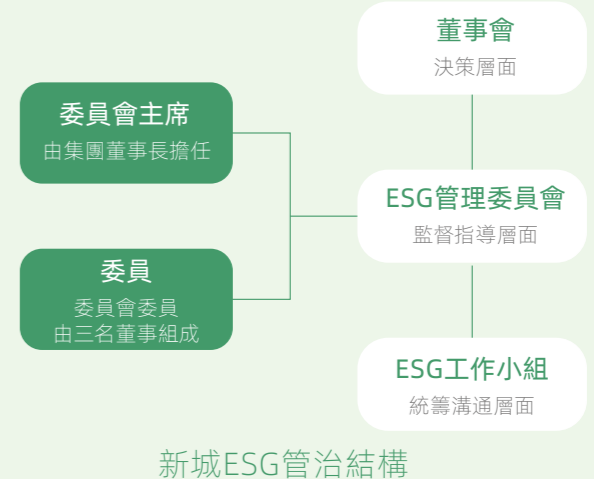 董事會
決策層面
委員會主席
由集團董事長擔任
ESG管理委員會
監督指導層面
委員
委員會委員
由三名董事組成
ESG工作小組
統籌溝通層面
新城ESG管治結構